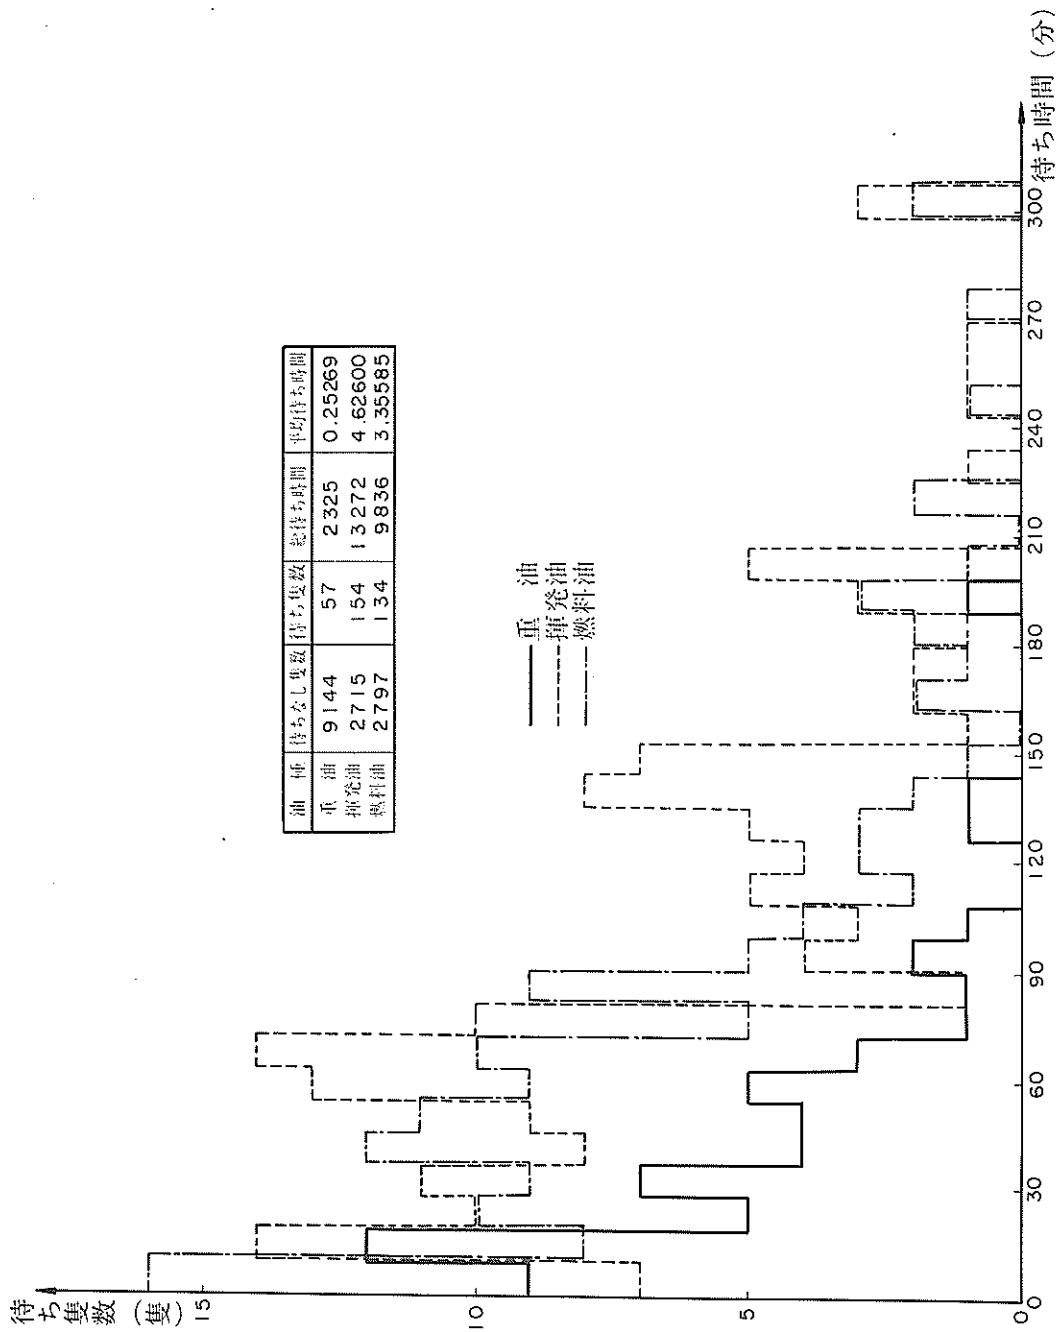 待ち隻数（隻）
15
10
5
0
油 種 待ちなし隻数 待ち隻数 総待ち時間 平均待ち時間
重 油 9144 57 2325 0.25269
揮発油 2715 154 13272 4.62600
燃料油 2797 134 9836 3.35585
重 油
揮発油
燃料油
0 30 60 90 120 150 180 210 240 270 300
待ち時間（分）